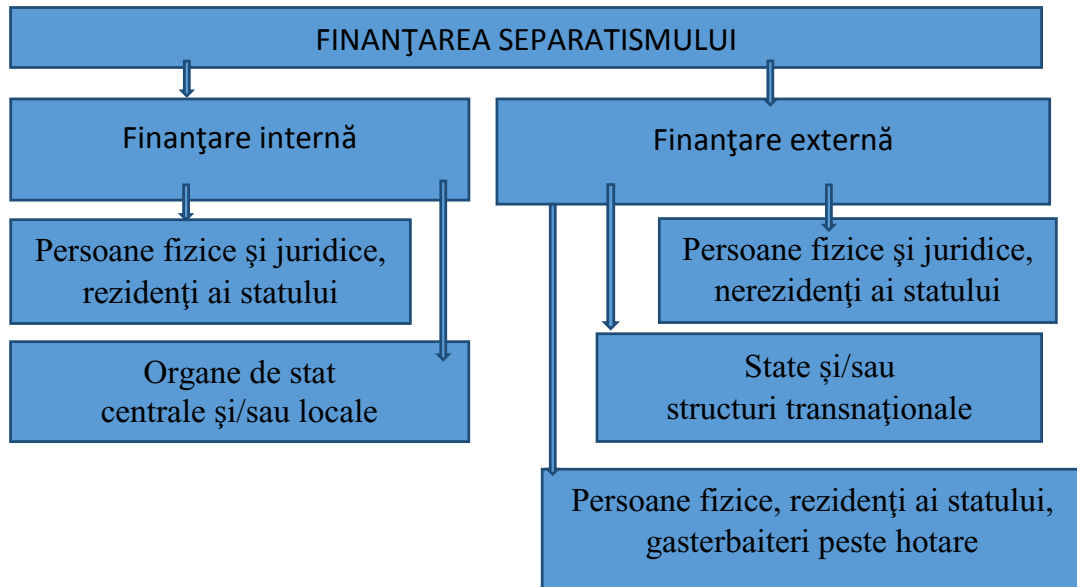 FINANŢAREA SEPARATISMULUI
Finanţare internă
Finanţare externă
Persoane fizice şi juridice,
rezidenţi ai statului
Persoane fizice şi juridice,
nerezidenţi ai statului
Organe de stat
centrale şi/sau locale
State și/sau
structuri transnaţionale
Persoane fizice, rezidenţi ai statului,
gasterbaiteri peste hotare